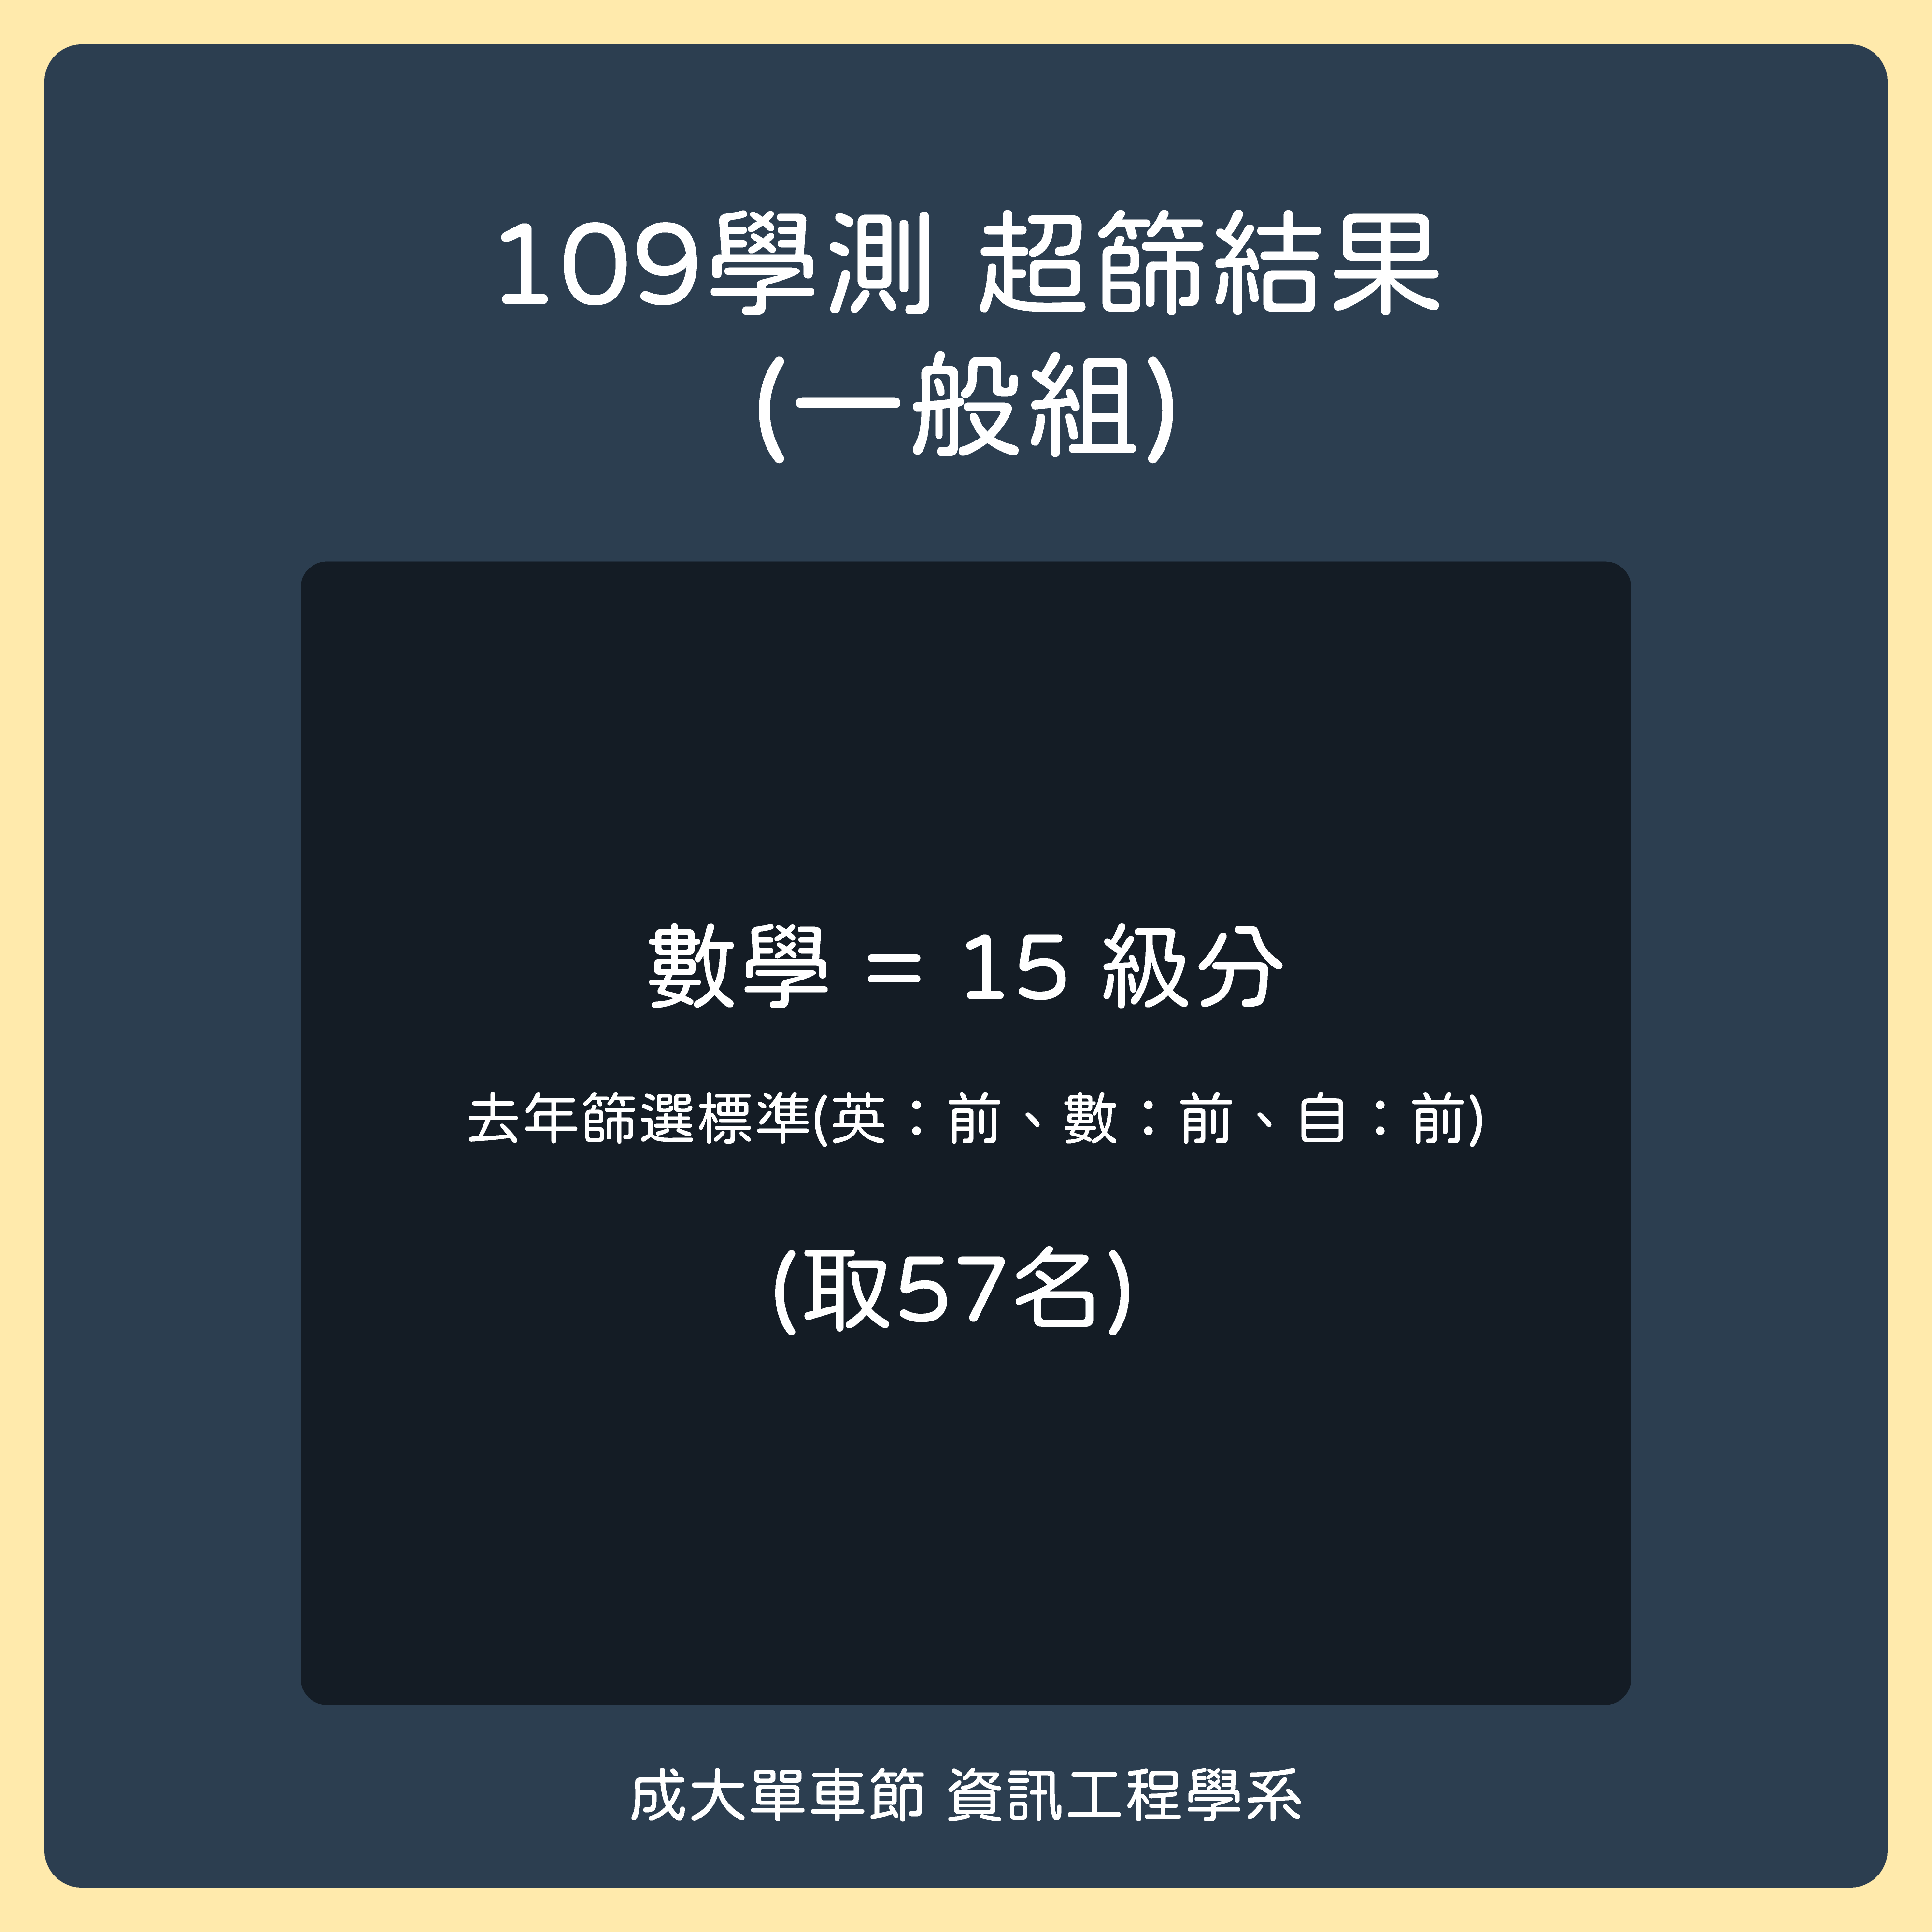 109學測 超篩結果
(一般組)
數學 = 15 級分
去年篩選標準(英：前、數：前、自：前)
(取57名)
成大單車節 資訊工程學系